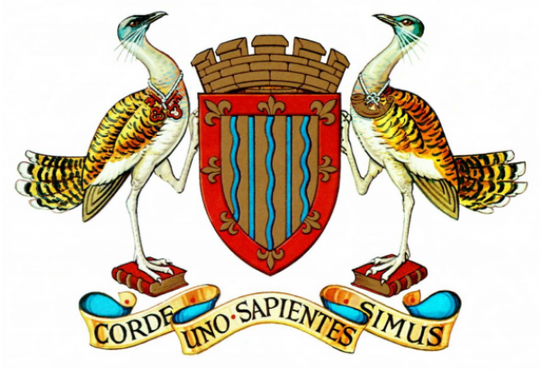 CORDE UNO · SAPIENTES SIMUS